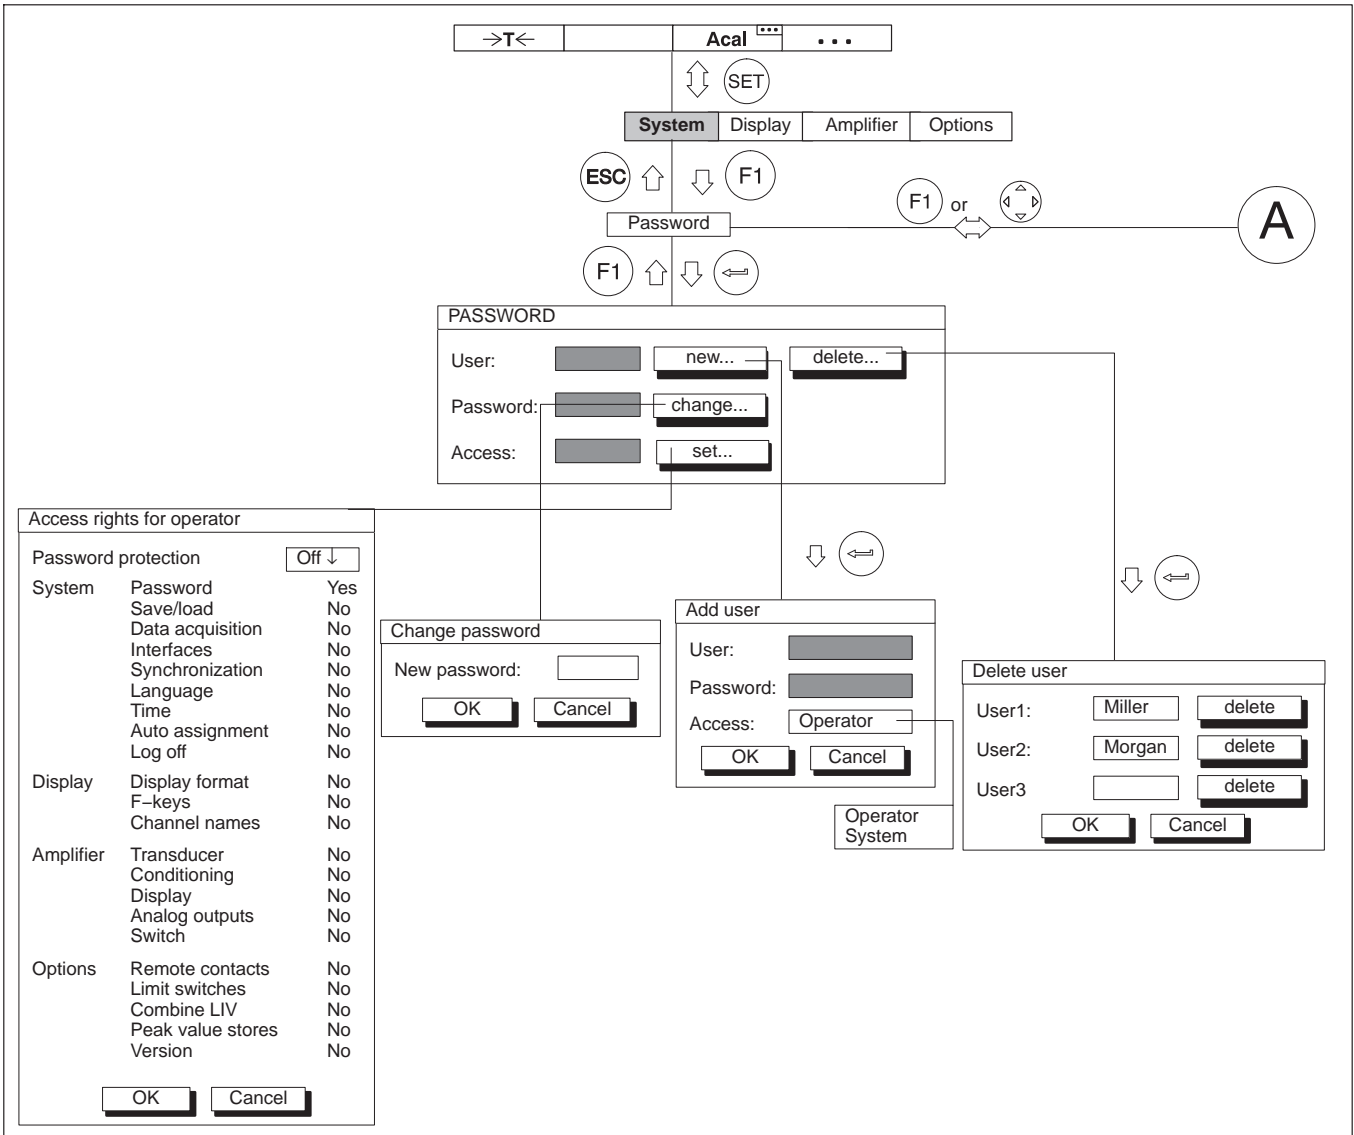 →T← Acal ...
SET
System Display Amplifier Options
ESC F1
Password F1 or A
F1
PASSWORD
User: new... delete...
Password: change...
Access: set...
Access rights for operator
Password protection Off ↓
System Password Yes
Save/load No
Data acquisition No
Interfaces No
Synchronization No
Language No
Time No
Auto assignment No
Log off No
Display Display format No
F−keys No
Channel names No
Amplifier Transducer No
Conditioning No
Display No
Analog outputs No
Switch No
Options Remote contacts No
Limit switches No
Combine LIV No
Peak value stores No
Version No
OK Cancel
Change password
New password:
OK Cancel
Add user
User:
Password:
Access: Operator
OK Cancel
Operator
System
Delete user
User1: Miller delete
User2: Morgan delete
User3 delete
OK Cancel